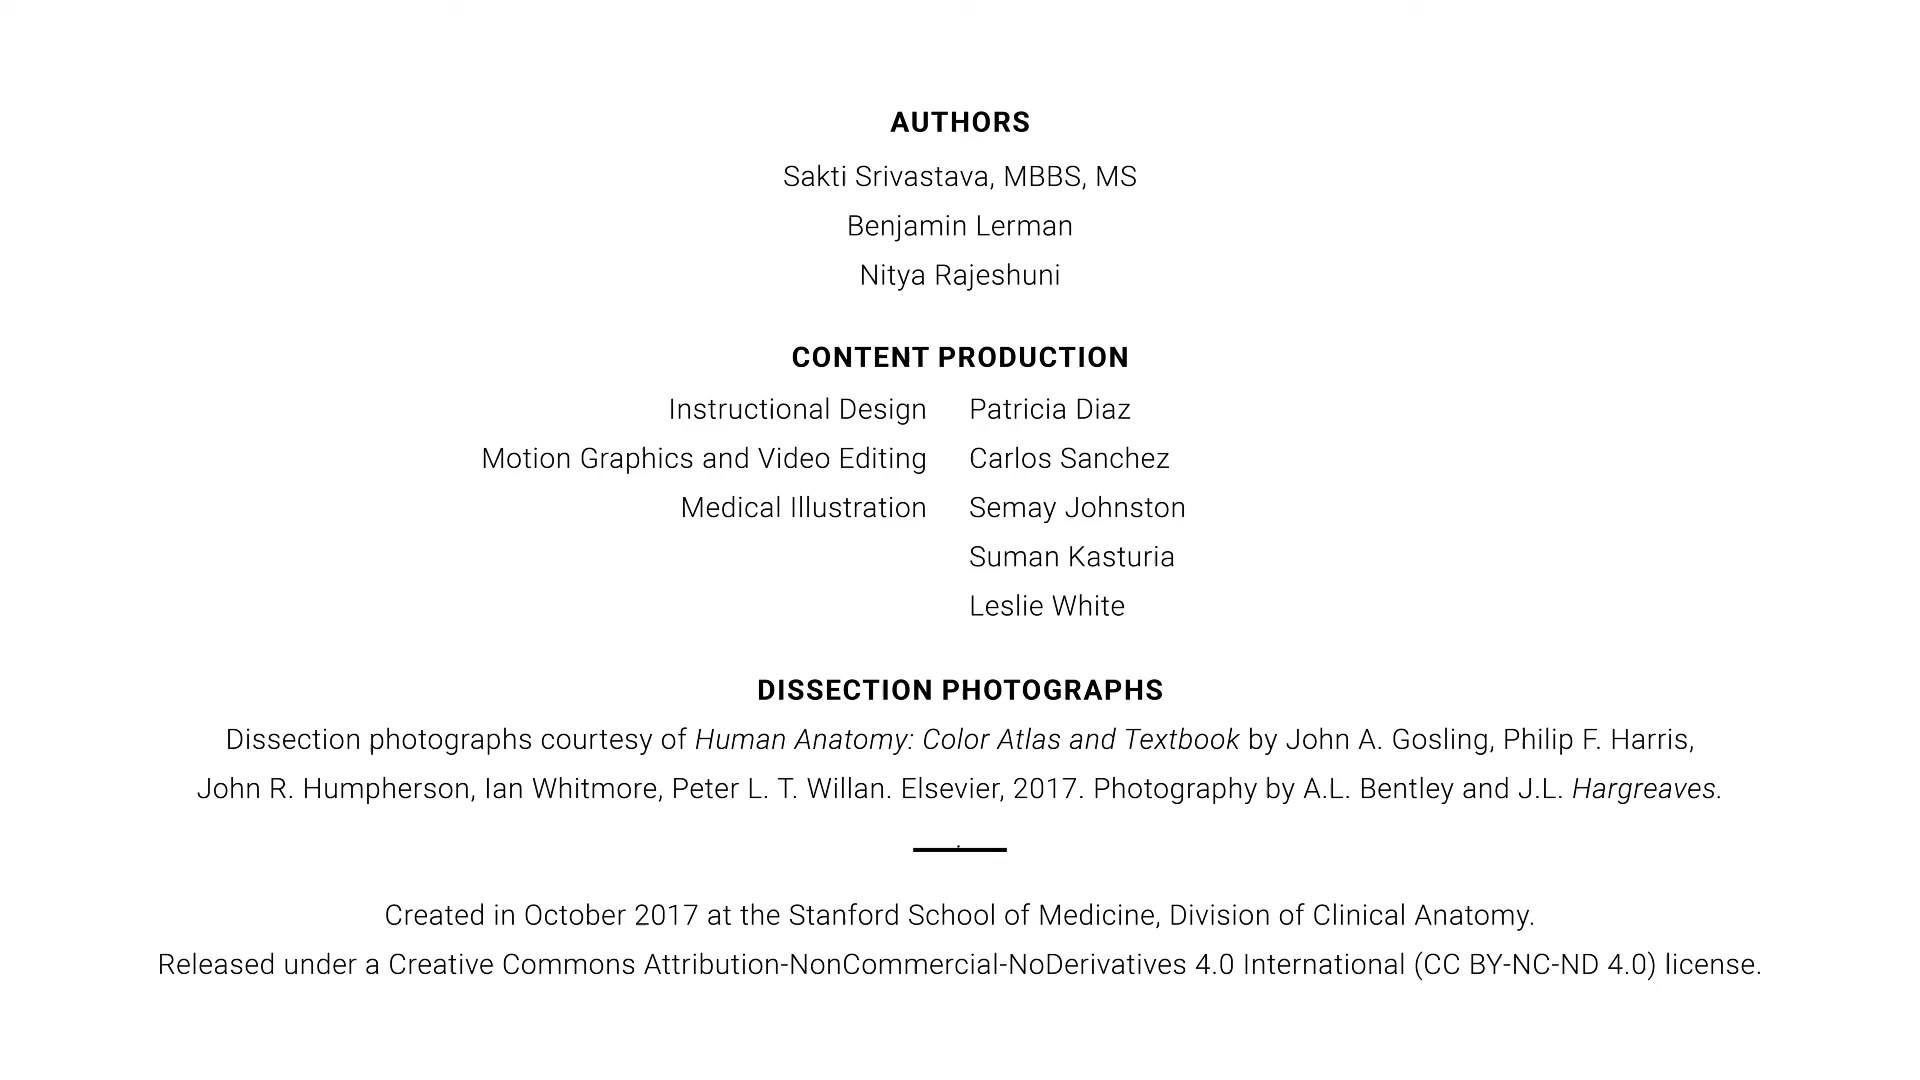 AUTHORS
Sakti Srivastava, MBBS, MS
Benjamin Lerman
Nitya Rajeshuni
CONTENT PRODUCTION
Instructional Design Patricia Diaz
Motion Graphics and Video Editing Carlos Sanchez
Medical Illustration Semay Johnston
Suman Kasturia
Leslie White
DISSECTION PHOTOGRAPHS
Dissection photographs courtesy of Human Anatomy: Color Atlas and Textbook by John A. Gosling, Philip F. Harris,
John R. Humpherson, Ian Whitmore, Peter L. T. Willan. Elsevier, 2017. Photography by A.L. Bentley and J.L. Hargreaves.
Created in October 2017 at the Stanford School of Medicine, Division of Clinical Anatomy.
Released under a Creative Commons Attribution-NonCommercial-NoDerivatives 4.0 International (CC BY-NC-ND 4.0) license.